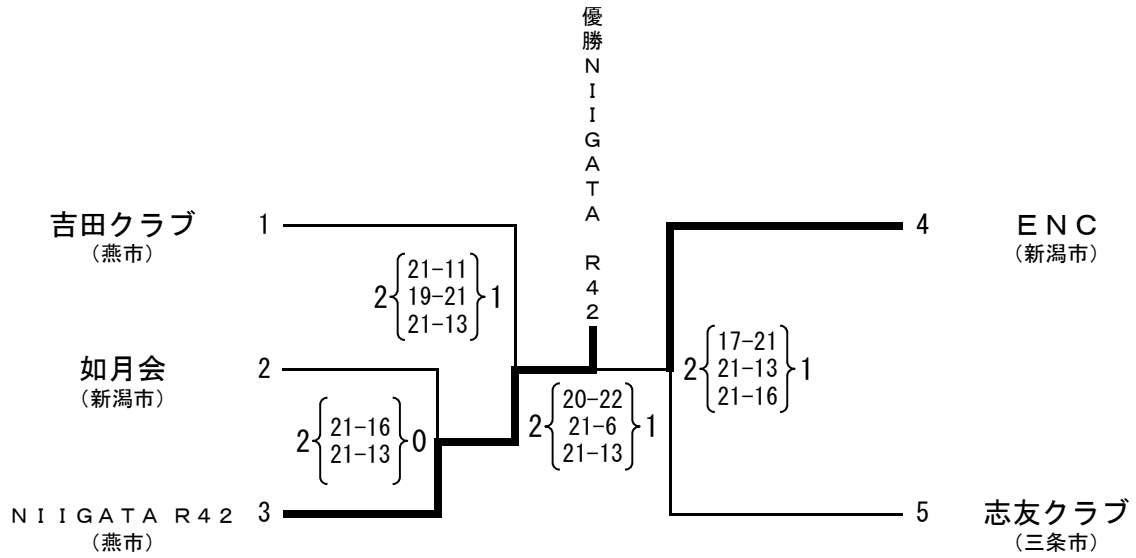 優勝NIIGATA R42
吉田クラブ 1
(燕市)
2 21-11 1
19-21
21-13
如月会 2
(新潟市)
2 21-16 0
21-13
NIIGATA R42 3
(燕市)
2 20-22 1
21-6
21-13
4 ENC
(新潟市)
2 17-21 1
21-13
21-16
5 志友クラブ
(三条市)